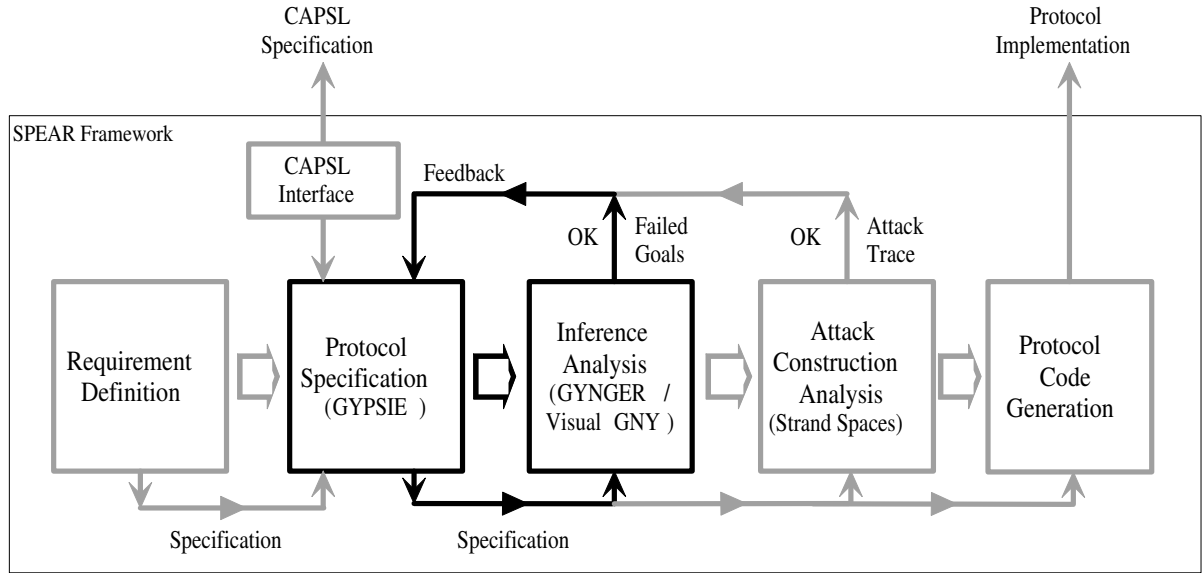 CAPSL
Specification
Protocol
Implementation
SPEAR Framework
CAPSL
Interface
Feedback
OK
Failed
Goals
OK
Attack
Trace
Requirement
Definition
Protocol
Specification
(GYPSIE )
Inference
Analysis
(GYNGER /
Visual GNY )
Attack
Construction
Analysis
(Strand Spaces)
Protocol
Code
Generation
Specification
Specification